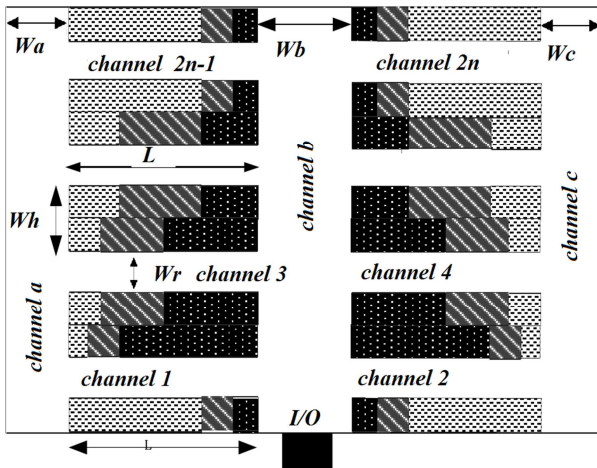 Wa
Wb
Wc
channel 2n-1
channel 2n
L
channel b
channel c
Wh
Wr
channel 3
channel 4
channel a
channel 1
channel 2
I/O
L